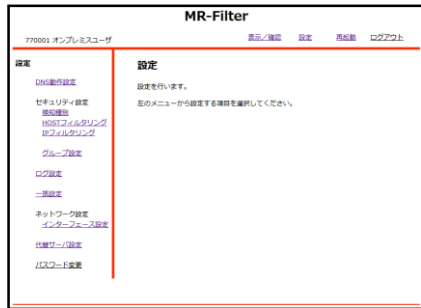 MR-Filter
770001 オンプレミスユーザ
表示/確認 設定 再起動 ログアウト
設定
DNS動作設定
セキュリティ設定
検知種別
HOSTフィルタリング
IPフィルタリング
グループ設定
ログ設定
一括設定
ネットワーク設定
インターフェース設定
代替サーバ設定
パスワード変更
設定
設定を行います。
左のメニューから設定する項目を選択してください。